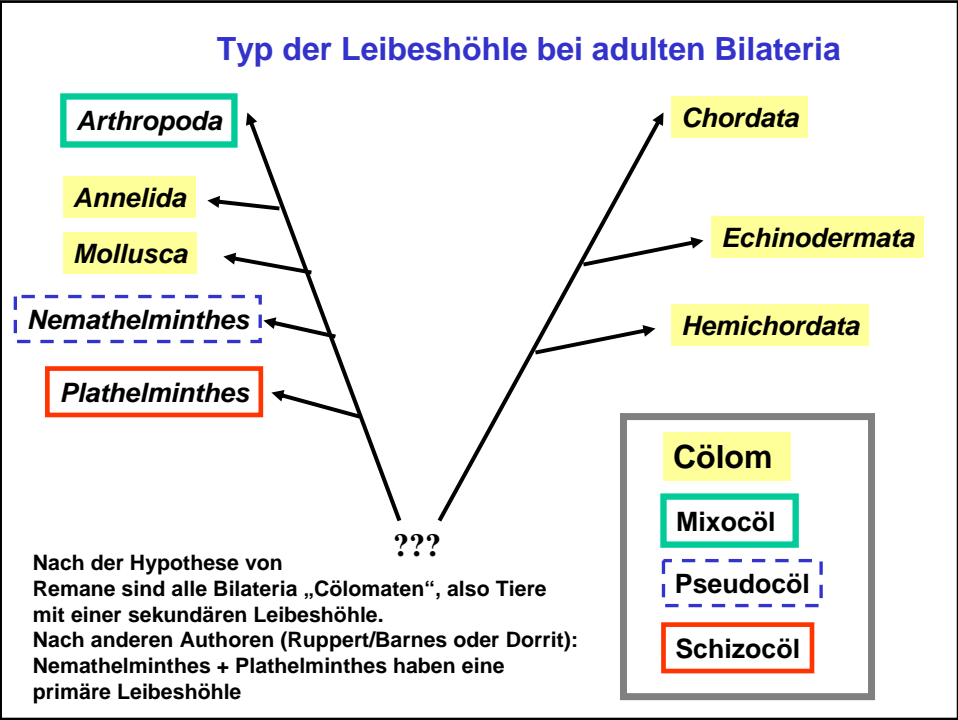 Typ der Leibeshöhle bei adulten Bilateria
Arthropoda
Annelida
Mollusca
Nemathelminthes
Plathelminthes
Chordata
Echinodermata
Hemichordata
???
Cölom
Mixocöl
Pseudocöl
Schizocöl
Nach der Hypothese von
Remane sind alle Bilateria „Cölomaten“, also Tiere
mit einer sekundären Leibeshöhle.
Nach anderen Authoren (Ruppert/Barnes oder Dorrit):
Nemathelminthes + Plathelminthes haben eine
primäre Leibeshöhle